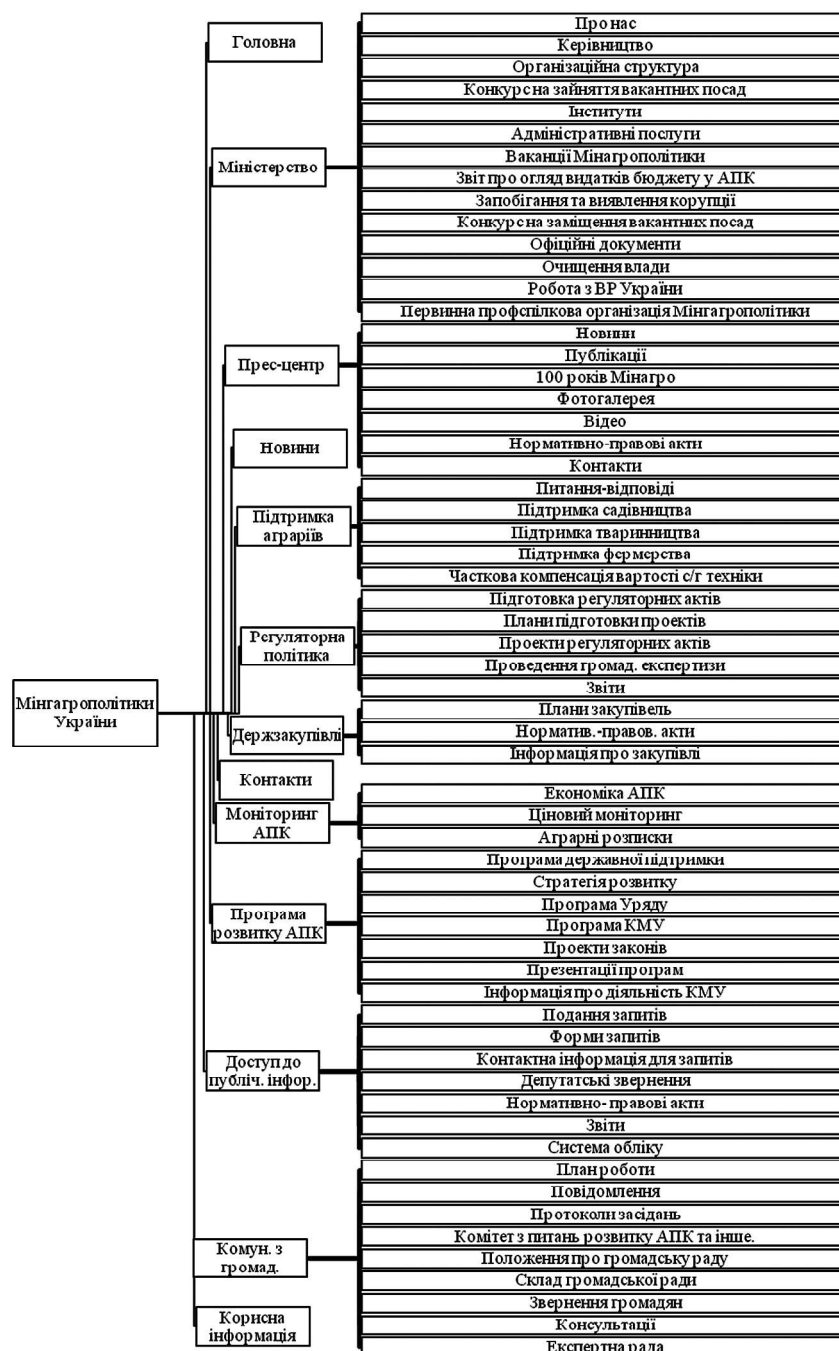 Мінгагрополітики
України
Головна
Міністерство
Про нас
Керівництво
Організаційна структура
Конкурс на зайняття вакантних посад
Інститути
Адміністративні послуги
Ваканції Мінагрополітики
Звіт про огляд видатків бюджету у АПК
Запобігання та виявлення корупції
Конкурс на заміщення вакантних посад
Офіційні документи
Очищення влади
Робота з ВР України
Первинна профспілкова організація Мінгагрополітики
Прес-центр
Новини
Публікації
100 років Мінагро
Фотогалерея
Відео
Нормативно-правові акти
Контакти
Новини
Підтримка
аграріїв
Питання-відповіді
Підтримка садівництва
Підтримка тваринництва
Підтримка фермерства
Часткова компенсація вартості с/г техніки
Регуляторна
політика
Підготовка регуляторних актів
Плани підготовки проектів
Проекти регуляторних актів
Проведення громад. експертизи
Звіти
Держзакупівлі
Плани закупівель
Норматив.-правов. акти
Інформація про закупівлі
Контакти
Моніторинг
АПК
Економіка АПК
Ціновий моніторинг
Аграрні розписки
Програма
розвитку АПК
Програма державної підтримки
Стратегія розвитку
Програма Уряду
Програма КМУ
Проекти законів
Презентації програм
Інформація про діяльність КМУ
Доступ до
публіч. інфор.
Подання запитів
Форми запитів
Контактна інформація для запитів
Депутатські звернення
Нормативно- правові акти
Звіти
Система обліку
Комун. з
громад.
План роботи
Повідомлення
Протоколи засідань
Комітет з питань розвитку АПК та інше.
Положення про громадську раду
Склад громадської ради
Звернення громадян
Консультації
Експертна рада
Корисна
інформація